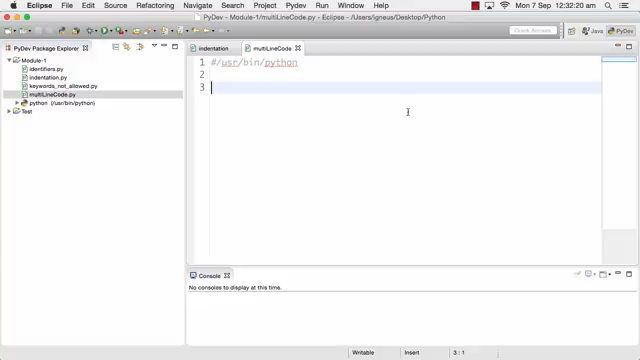 Eclipse File Edit Source Refactoring Navigate Search Project Pydev Run Window Help Mon 7 Sep 12:32:20 am
PyDev - Module-1/multiLineCode.py - Eclipse - /Users/igneus/Desktop/Python
Quick Access
Java
PyDev
PyDev Package Explorer
Module-1
identifiers.py
indentation.py
keywords_not_allowed.py
multiLineCode.py
python (/usr/bin/python)
Test
indentation
multiLineCode
1 #/usr/bin/python
2
3
Console
No consoles to display at this time.
Writable Insert 3 : 1